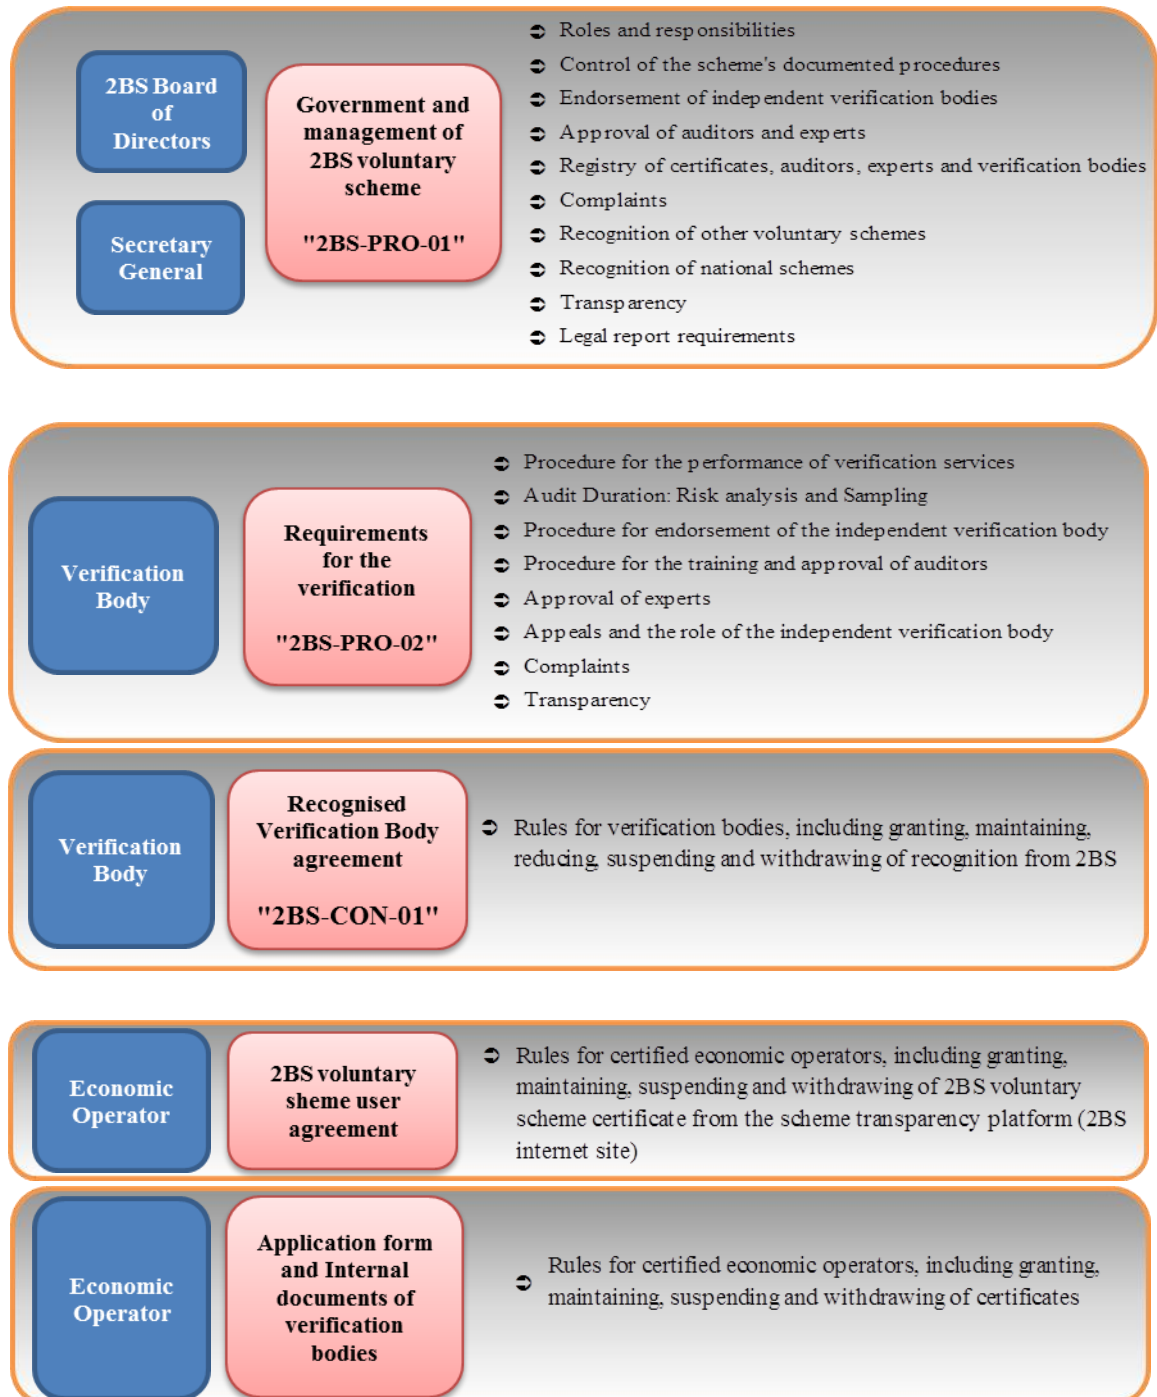 2BS Board
of
Directors
Secretary
General
Government and
management of
2BS voluntary
scheme
"2BS-PRO-01"
Roles and responsibilities
Control of the scheme's documented procedures
Endorsement of independent verification bodies
Approval of auditors and experts
Registry of certificates, auditors, experts and verification bodies
Complaints
Recognition of other voluntary schemes
Recognition of national schemes
Transparency
Legal report requirements
Verification
Body
Requirements
for the
verification
"2BS-PRO-02"
Procedure for the performance of verification services
Audit Duration: Risk analysis and Sampling
Procedure for endorsement of the independent verification body
Procedure for the training and approval of auditors
Approval of experts
Appeals and the role of the independent verification body
Complaints
Transparency
Verification
Body
Recognised
Verification Body
agreement
"2BS-CON-01"
Rules for verification bodies, including granting, maintaining,
reducing, suspending and withdrawing of recognition from 2BS
Economic
Operator
2BS voluntary
sheme user
agreement
Rules for certified economic operators, including granting,
maintaining, suspending and withdrawing of 2BS voluntary
scheme certificate from the scheme transparency platform (2BS
internet site)
Economic
Operator
Application form
and Internal
documents of
verification
bodies
Rules for certified economic operators, including granting,
maintaining, suspending and withdrawing of certificates